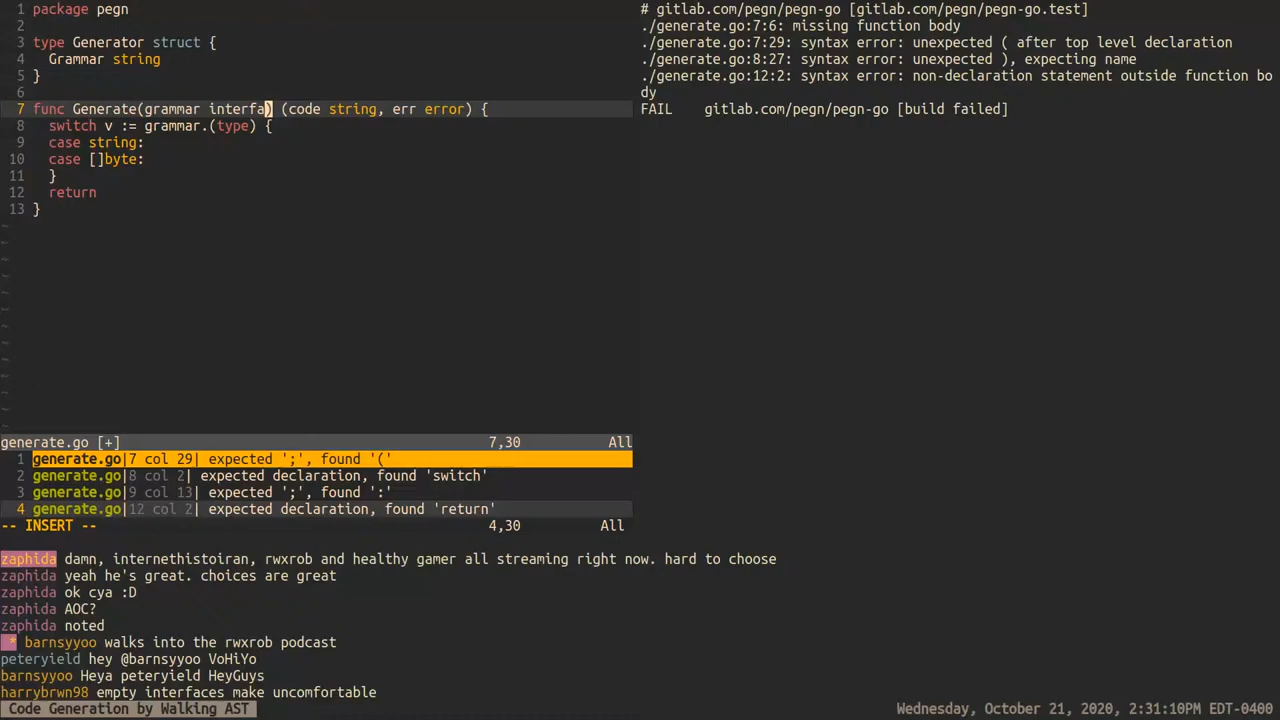 1 package pegn
2
3 type Generator struct {
4 Grammar string
5 }
6
7 func Generate(grammar interfa) (code string, err error) {
8 switch v := grammar.(type) {
9 case string:
10 case []byte:
11 }
12 return
13 }
~
~
~
~
~
~
~
~
~
~
~
~
~
generate.go [+] 7,30 All
1 generate.go|7 col 29| expected ';', found '('
2 generate.go|8 col 2| expected declaration, found 'switch'
3 generate.go|9 col 13| expected ';', found ':'
4 generate.go|12 col 2| expected declaration, found 'return'
-- INSERT -- 4,30 All
# gitlab.com/pegn/pegn-go [gitlab.com/pegn/pegn-go.test]
./generate.go:7:6: missing function body
./generate.go:7:29: syntax error: unexpected ( after top level declaration
./generate.go:8:27: syntax error: unexpected ), expecting name
./generate.go:12:2: syntax error: non-declaration statement outside function bo
dy
FAIL gitlab.com/pegn/pegn-go [build failed]
zaphida damn, internethistoiran, rwxrob and healthy gamer all streaming right now. hard to choose
zaphida yeah he's great. choices are great
zaphida ok cya :D
zaphida AOC?
zaphida noted
* barnsyyoo walks into the rwxrob podcast
peteryield hey @barnsyyoo VoHiYo
barnsyyoo Heya peteryield HeyGuys
harrybrwn98 empty interfaces make uncomfortable
Code Generation by Walking AST Wednesday, October 21, 2020, 2:31:10PM EDT-0400